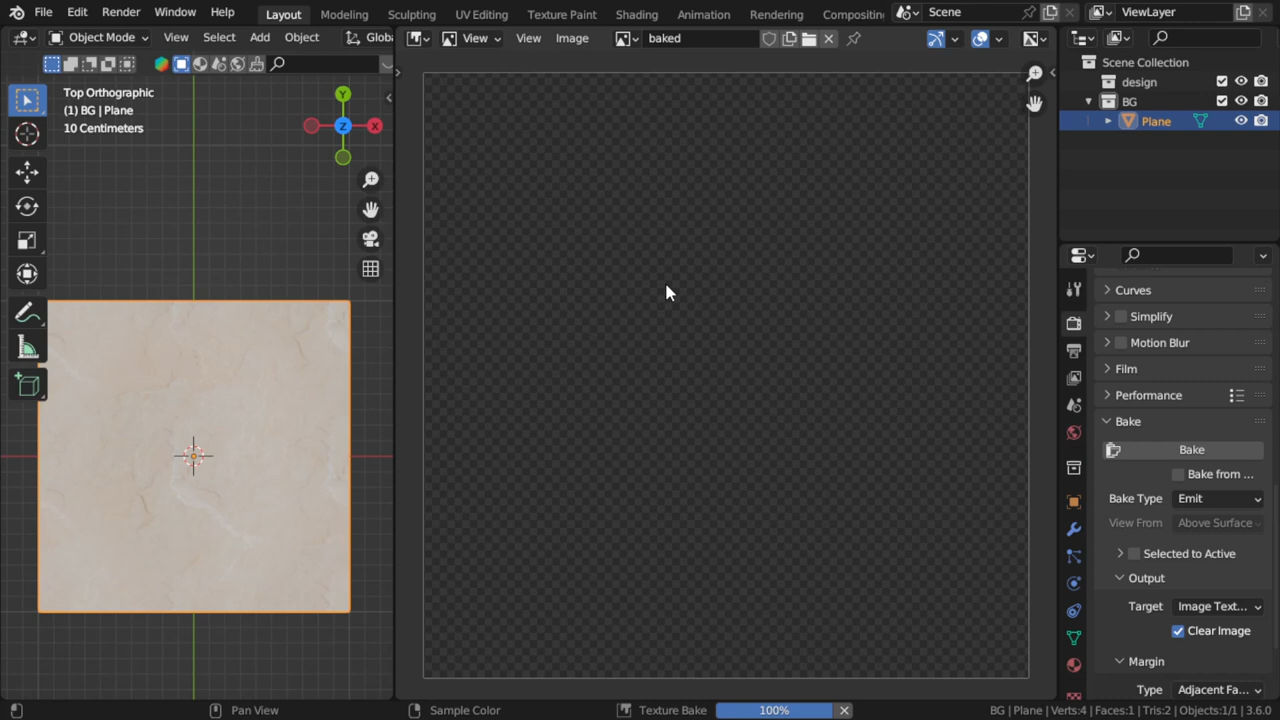 File Edit Render Window Help Layout Modeling Sculpting UV Editing Texture Paint Shading Animation Rendering Compositin Scene ViewLayer
Object Mode View Select Add Object Globa View View Image baked
Scene Collection
design
BG
Plane
Top Orthographic
(1) BG | Plane
10 Centimeters
Y
Z
X
Curves
Simplify
Motion Blur
Film
Performance
Bake
Bake
Bake from ...
Bake Type Emit
View From Above Surface
Selected to Active
Output
Target Image Text...
Clear Image
Margin
Type Adjacent Fa...
Pan View Sample Color Texture Bake 100% BG | Plane | Verts:4 | Faces:1 | Tris:2 | Objects:1/1 | 3.6.0